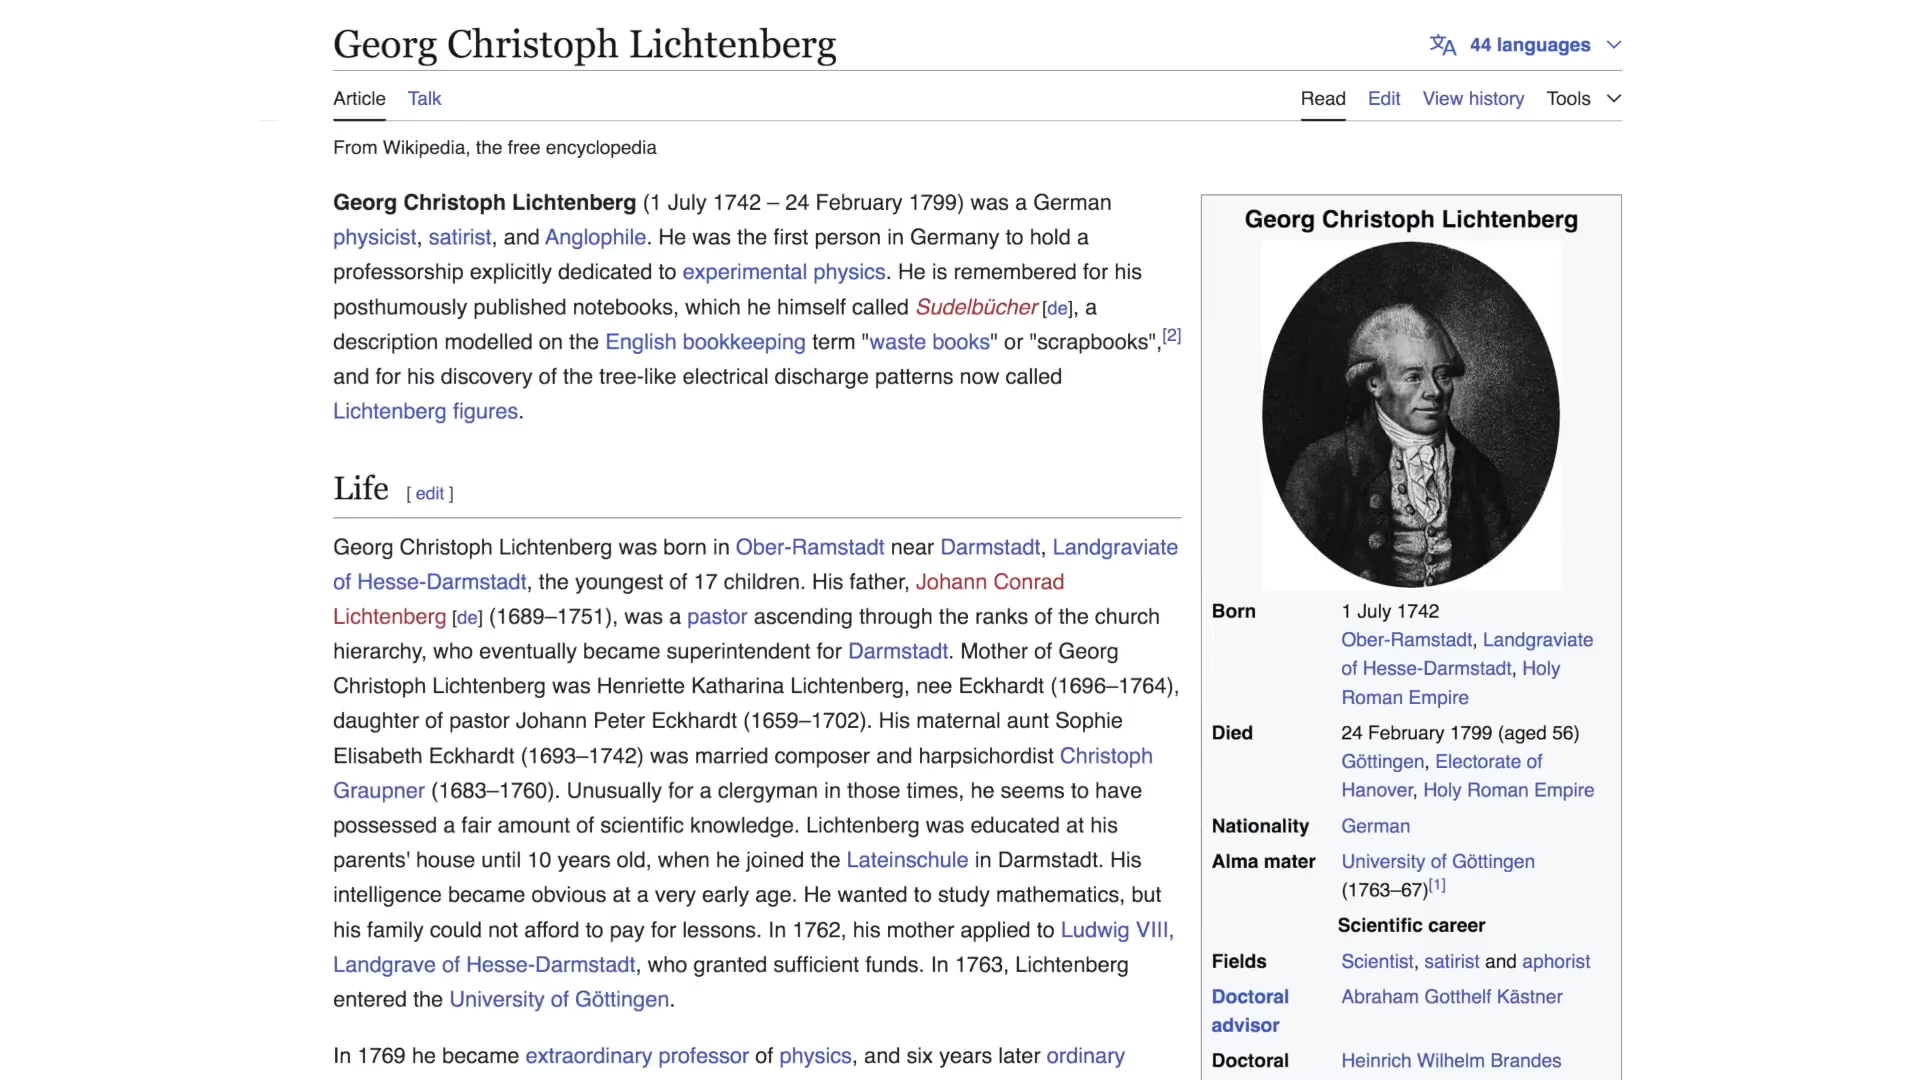 Georg Christoph Lichtenberg
44 languages
Article Talk
Read Edit View history Tools
From Wikipedia, the free encyclopedia
Georg Christoph Lichtenberg (1 July 1742 – 24 February 1799) was a German
physicist, satirist, and Anglophile. He was the first person in Germany to hold a
professorship explicitly dedicated to experimental physics. He is remembered for his
posthumously published notebooks, which he himself called Sudelbücher [de], a
description modelled on the English bookkeeping term "waste books" or "scrapbooks",[2]
and for his discovery of the tree-like electrical discharge patterns now called
Lichtenberg figures.
Life [ edit ]
Georg Christoph Lichtenberg was born in Ober-Ramstadt near Darmstadt, Landgraviate
of Hesse-Darmstadt, the youngest of 17 children. His father, Johann Conrad
Lichtenberg [de] (1689–1751), was a pastor ascending through the ranks of the church
hierarchy, who eventually became superintendent for Darmstadt. Mother of Georg
Christoph Lichtenberg was Henriette Katharina Lichtenberg, nee Eckhardt (1696–1764),
daughter of pastor Johann Peter Eckhardt (1659–1702). His maternal aunt Sophie
Elisabeth Eckhardt (1693–1742) was married composer and harpsichordist Christoph
Graupner (1683–1760). Unusually for a clergyman in those times, he seems to have
possessed a fair amount of scientific knowledge. Lichtenberg was educated at his
parents' house until 10 years old, when he joined the Lateinschule in Darmstadt. His
intelligence became obvious at a very early age. He wanted to study mathematics, but
his family could not afford to pay for lessons. In 1762, his mother applied to Ludwig VIII,
Landgrave of Hesse-Darmstadt, who granted sufficient funds. In 1763, Lichtenberg
entered the University of Göttingen.
In 1769 he became extraordinary professor of physics, and six years later ordinary
Georg Christoph Lichtenberg
Born 1 July 1742
Ober-Ramstadt, Landgraviate
of Hesse-Darmstadt, Holy
Roman Empire
Died 24 February 1799 (aged 56)
Göttingen, Electorate of
Hanover, Holy Roman Empire
Nationality German
Alma mater University of Göttingen
(1763–67)[1]
Scientific career
Fields Scientist, satirist and aphorist
Doctoral Abraham Gotthelf Kästner
advisor
Doctoral Heinrich Wilhelm Brandes